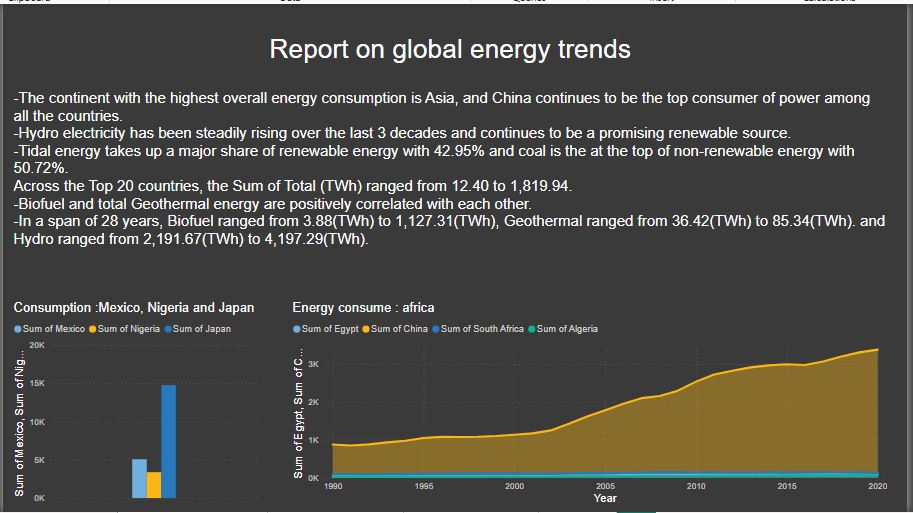 Report on global energy trends
-The continent with the highest overall energy consumption is Asia, and China continues to be the top consumer of power among
all the countries.
-Hydro electricity has been steadily rising over the last 3 decades and continues to be a promising renewable source.
-Tidal energy takes up a major share of renewable energy with 42.95% and coal is the at the top of non-renewable energy with
50.72%.
Across the Top 20 countries, the Sum of Total (TWh) ranged from 12.40 to 1,819.94.
-Biofuel and total Geothermal energy are positively correlated with each other.
-In a span of 28 years, Biofuel ranged from 3.88(TWh) to 1,127.31(TWh), Geothermal ranged from 36.42(TWh) to 85.34(TWh). and
Hydro ranged from 2,191.67(TWh) to 4,197.29(TWh).
Consumption :Mexico, Nigeria and Japan
Sum of Mexico Sum of Nigeria Sum of Japan
Sum of Mexico, Sum of Nig...
20K
15K
10K
5K
0K
Energy consume : africa
Sum of Egypt Sum of China Sum of South Africa Sum of Algeria
Sum of Egypt, Sum of C...
3K
2K
1K
0K
1990 1995 2000 2005 2010 2015 2020
Year